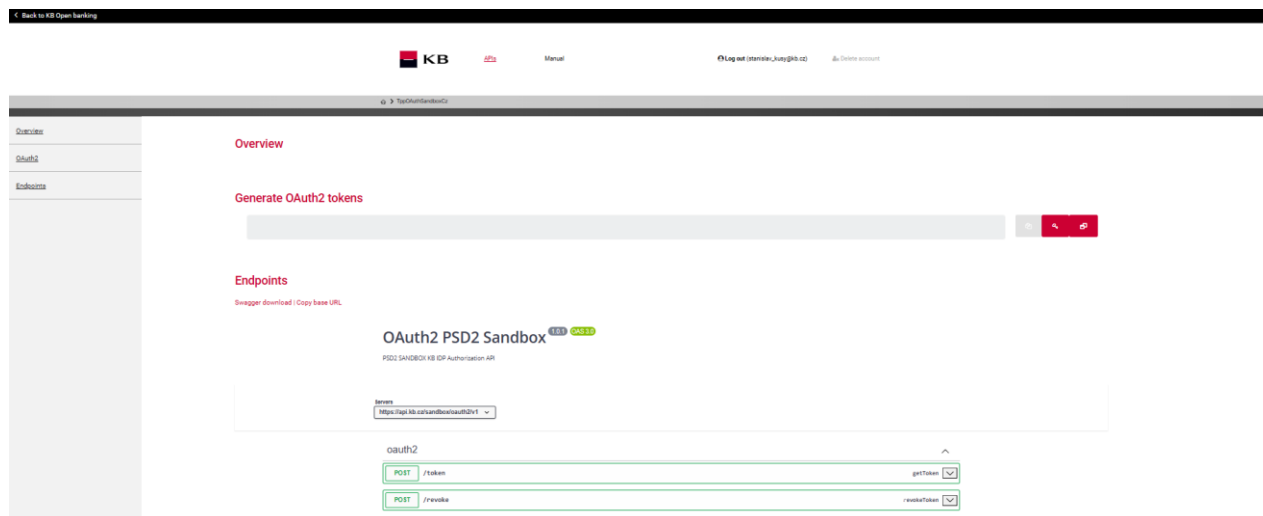 < Back to KB Open banking
KB
APIs
Manual
Log out (stanislav_kusy@kb.cz)
Delete account
TppOAuthSandboxCz
Overview
OAuth2
Endpoints
Overview
Generate OAuth2 tokens
Endpoints
Swagger download | Copy base URL
OAuth2 PSD2 Sandbox 1.0.1 OAS 3.0
PSD2 SANDBOX KB IDP Authorization API
Servers
https://api.kb.cz/sandbox/oauth2/v1
oauth2
POST /token getToken
POST /revoke revokeToken